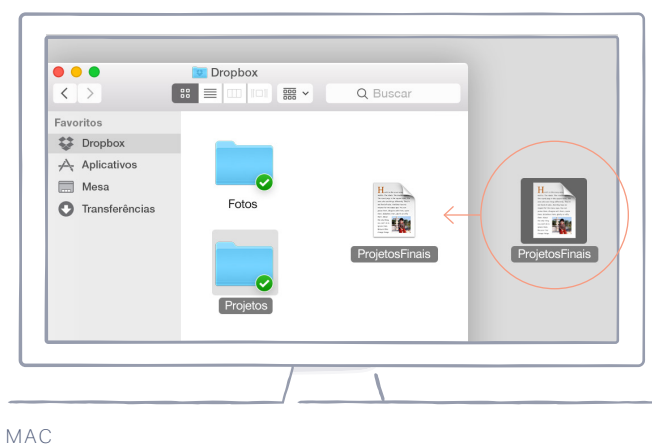 Dropbox
Buscar
Favoritos
Dropbox
Aplicativos
Mesa
Transferências
Fotos
Projetos
ProjetosFinais
ProjetosFinais
MAC